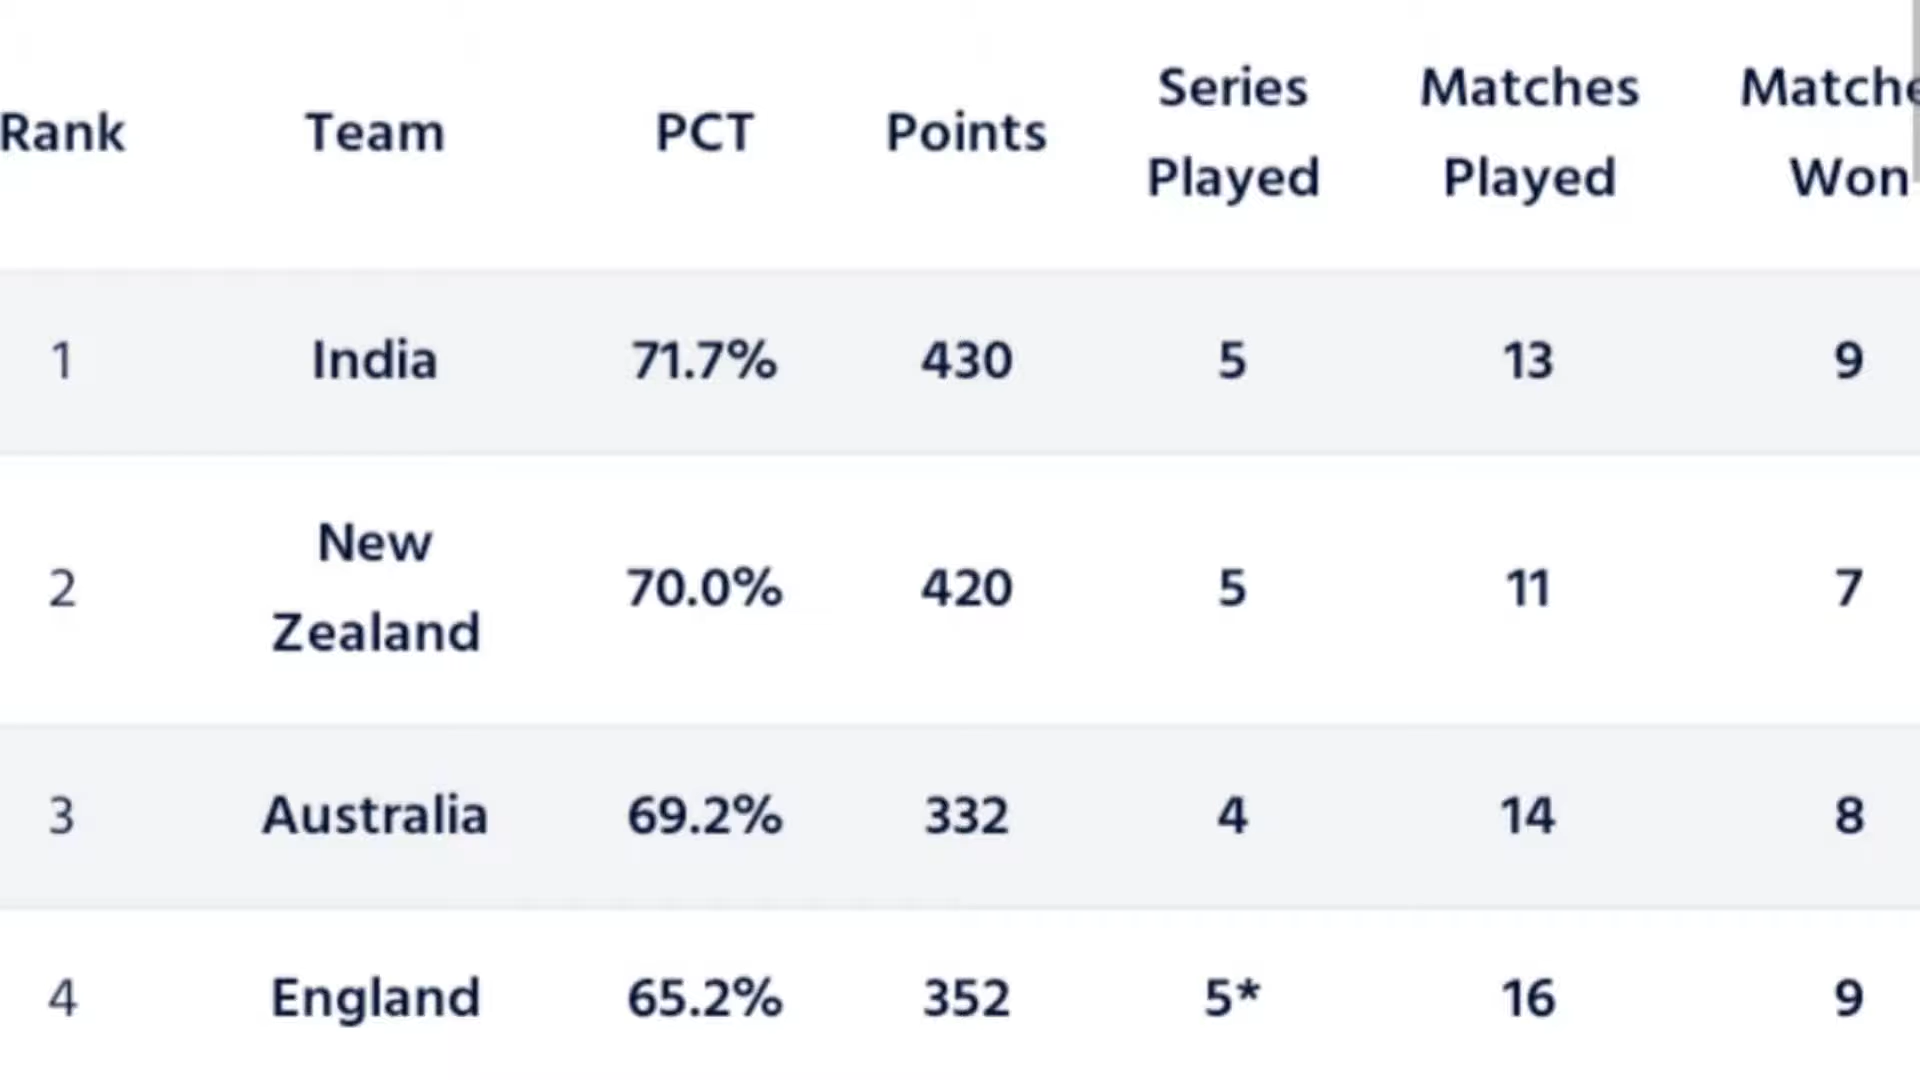 Rank Team PCT Points Series Played Matches Played Matche Won
1 India 71.7% 430 5 13 9
2 New Zealand 70.0% 420 5 11 7
3 Australia 69.2% 332 4 14 8
4 England 65.2% 352 5* 16 9